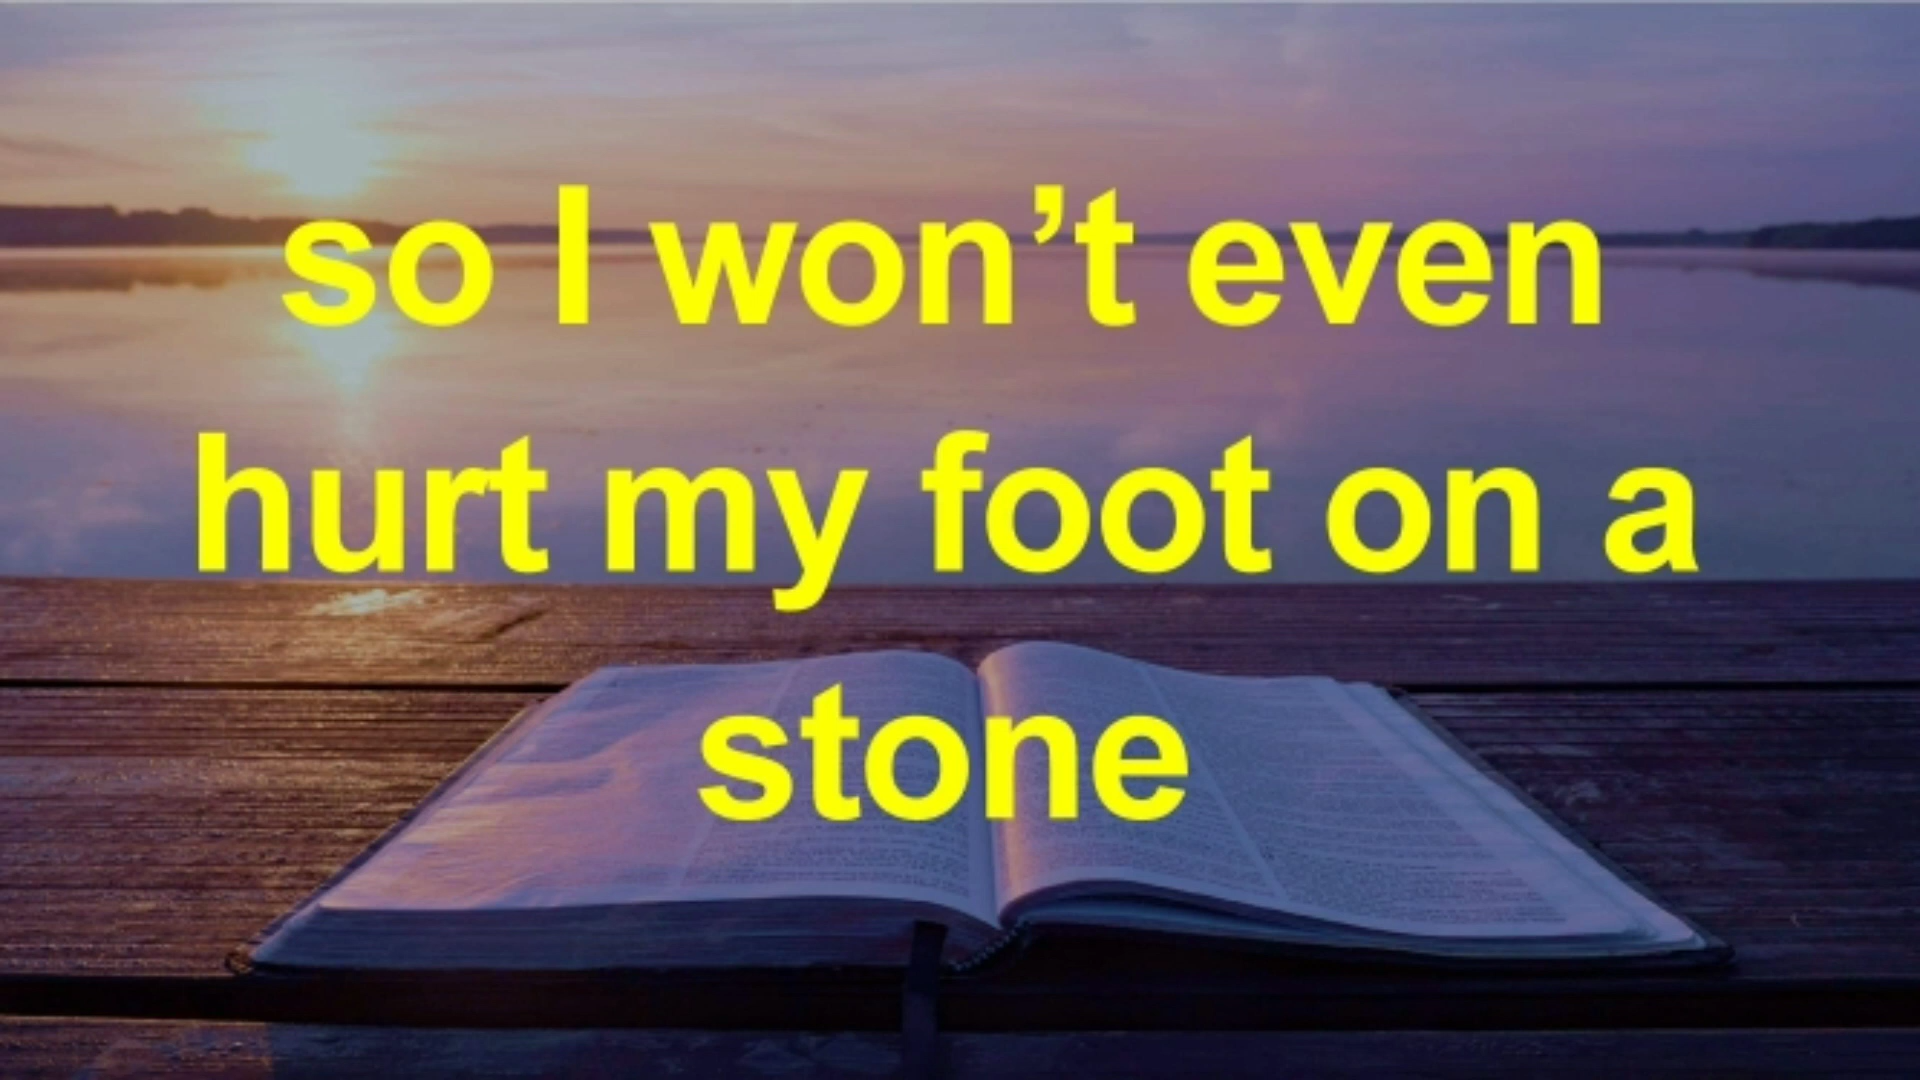 so I won’t even
hurt my foot on a
stone